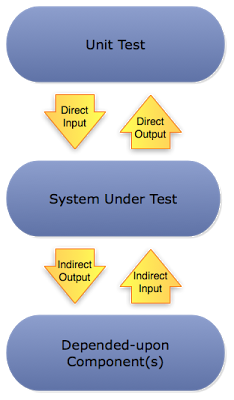 Unit Test
Direct
Input
Direct
Output
System Under Test
Indirect
Output
Indirect
Input
Depended-upon
Component(s)